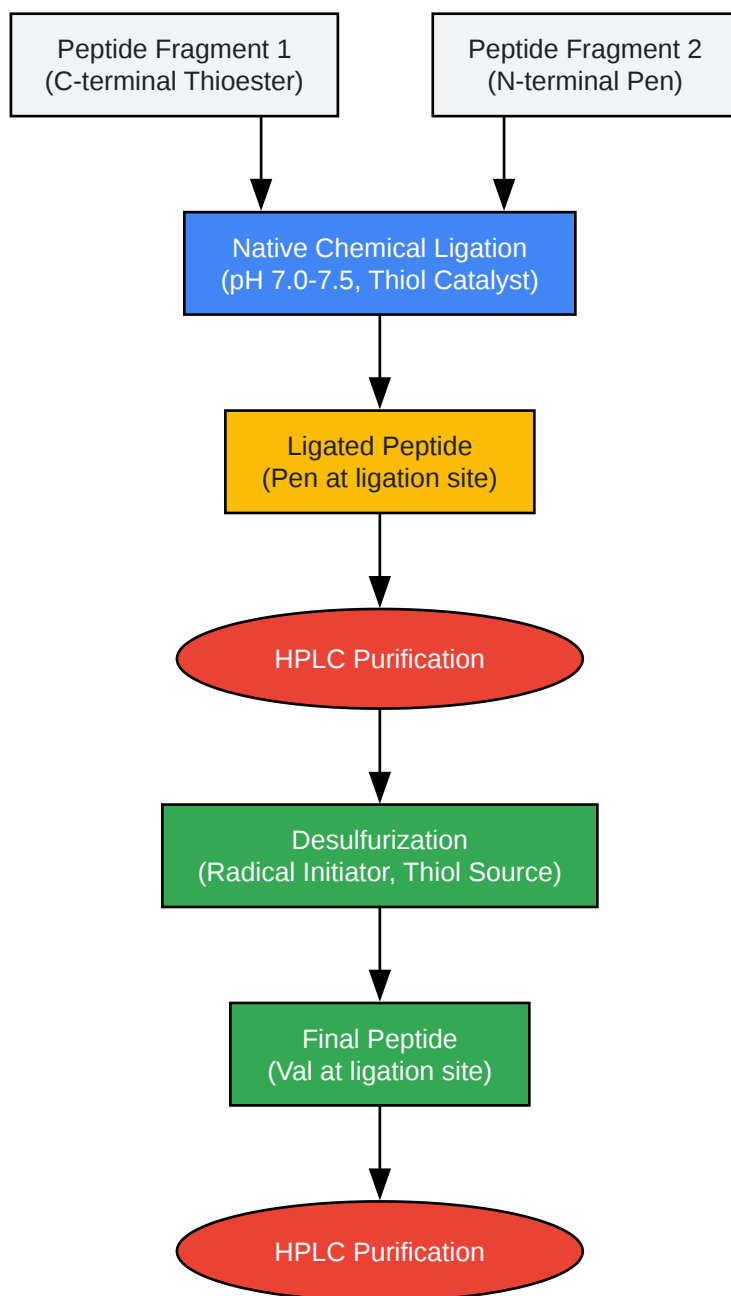 Peptide Fragment 1
(C-terminal Thioester)
Peptide Fragment 2
(N-terminal Pen)
Native Chemical Ligation
(pH 7.0-7.5, Thiol Catalyst)
Ligated Peptide
(Pen at ligation site)
HPLC Purification
Desulfurization
(Radical Initiator, Thiol Source)
Final Peptide
(Val at ligation site)
HPLC Purification